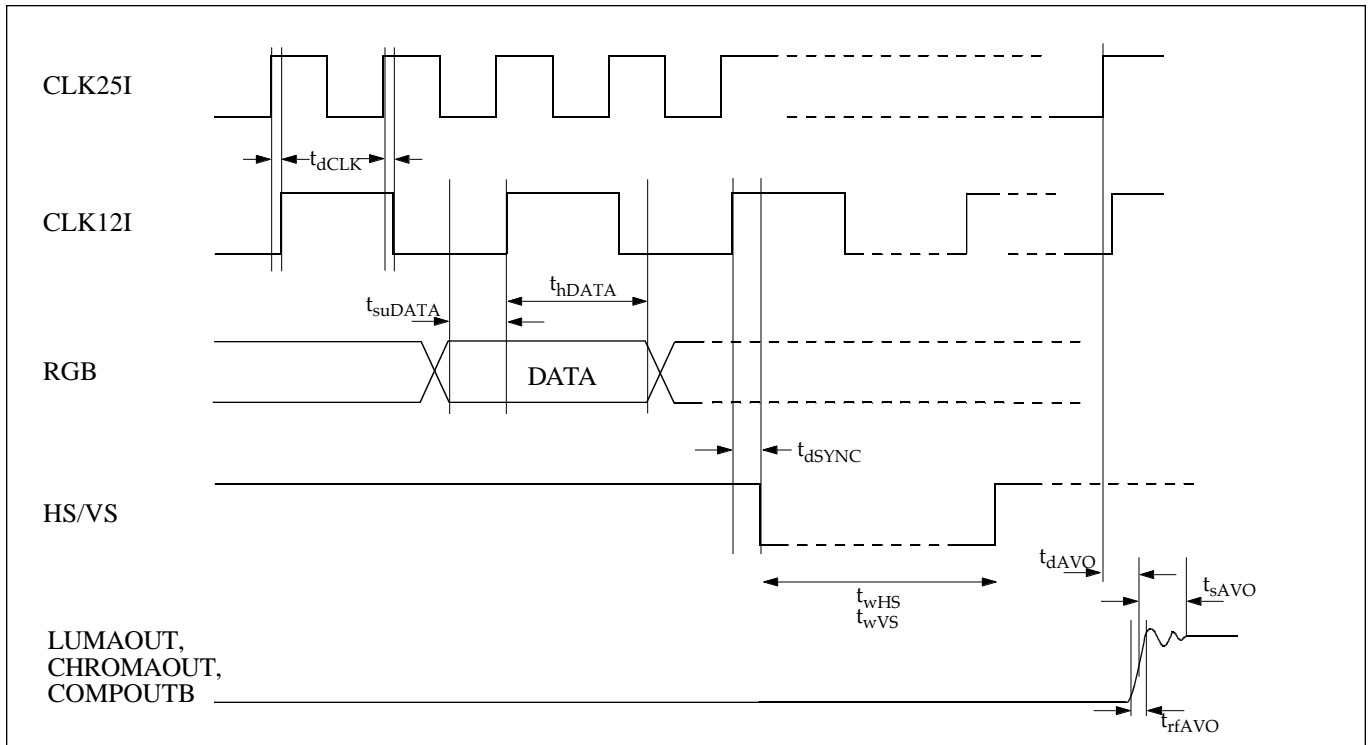 CLK25I
tdCLK
CLK12I
thDATA
tsuDATA
RGB
DATA
tdSYNC
HS/VS
tdAVO
tsAVO
twHS
twVS
LUMAOUT,
CHROMAOUT,
COMPOUTB
trfAVO